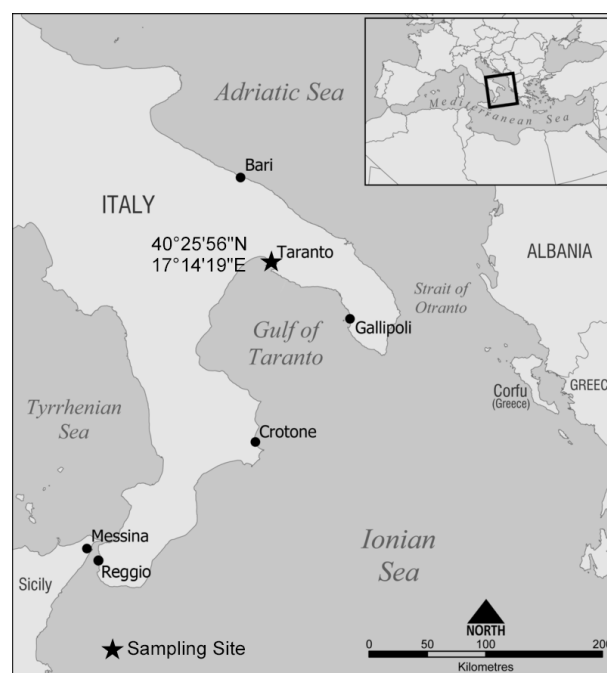 Adriatic Sea
Mediterranean Sea
Bari
ITALY
40°25'56"N
17°14'19"E
Taranto
ALBANIA
Strait of
Otranto
Gallipoli
Gulf of
Taranto
Corfu
(Greece)
GREEC
Tyrrhenian
Sea
Crotone
Ionian
Sea
Messina
Reggio
Sicily
NORTH
Sampling Site
0 50 100 200
Kilometres